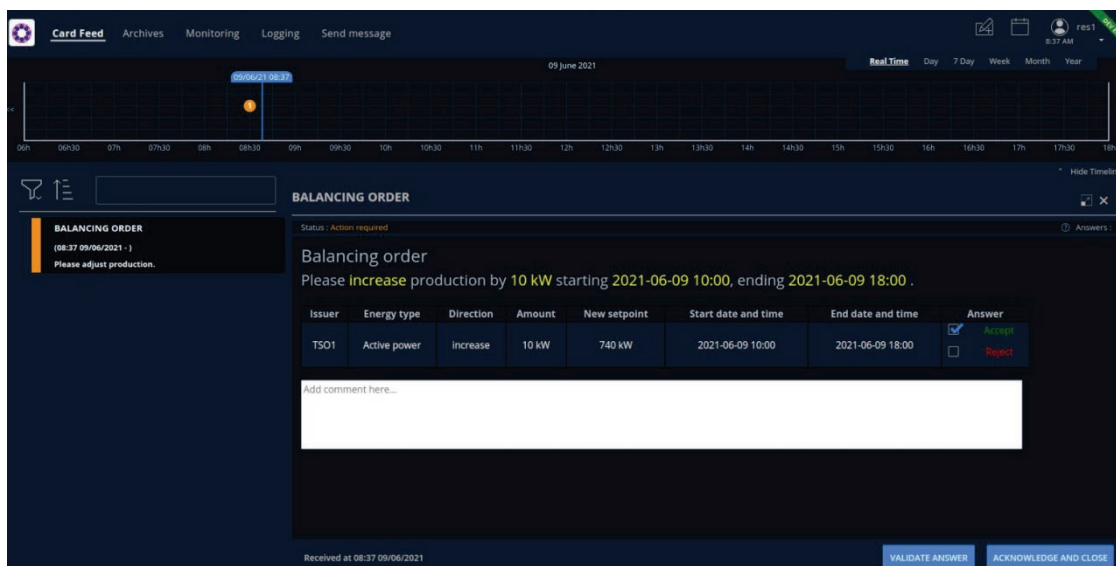 Card Feed Archives Monitoring Logging Send message
res1
8:37 AM
09 June 2021
Real Time Day 7 Day Week Month Year
09/06/21 08:37
1
<<
06h 06h30 07h 07h30 08h 08h30 09h 09h30 10h 10h30 11h 11h30 12h 12h30 13h 13h30 14h 14h30 15h 15h30 16h 16h30 17h 17h30 18h
Hide Timelin
BALANCING ORDER
BALANCING ORDER
(08:37 09/06/2021 - )
Please adjust production.
Status : Action required
Answers :
Balancing order
Please increase production by 10 kW starting 2021-06-09 10:00, ending 2021-06-09 18:00 .
Issuer Energy type Direction Amount New setpoint Start date and time End date and time Answer
TSO1 Active power increase 10 kW 740 kW 2021-06-09 10:00 2021-06-09 18:00
Accept
Reject
Add comment here...
Received at 08:37 09/06/2021
VALIDATE ANSWER
ACKNOWLEDGE AND CLOSE